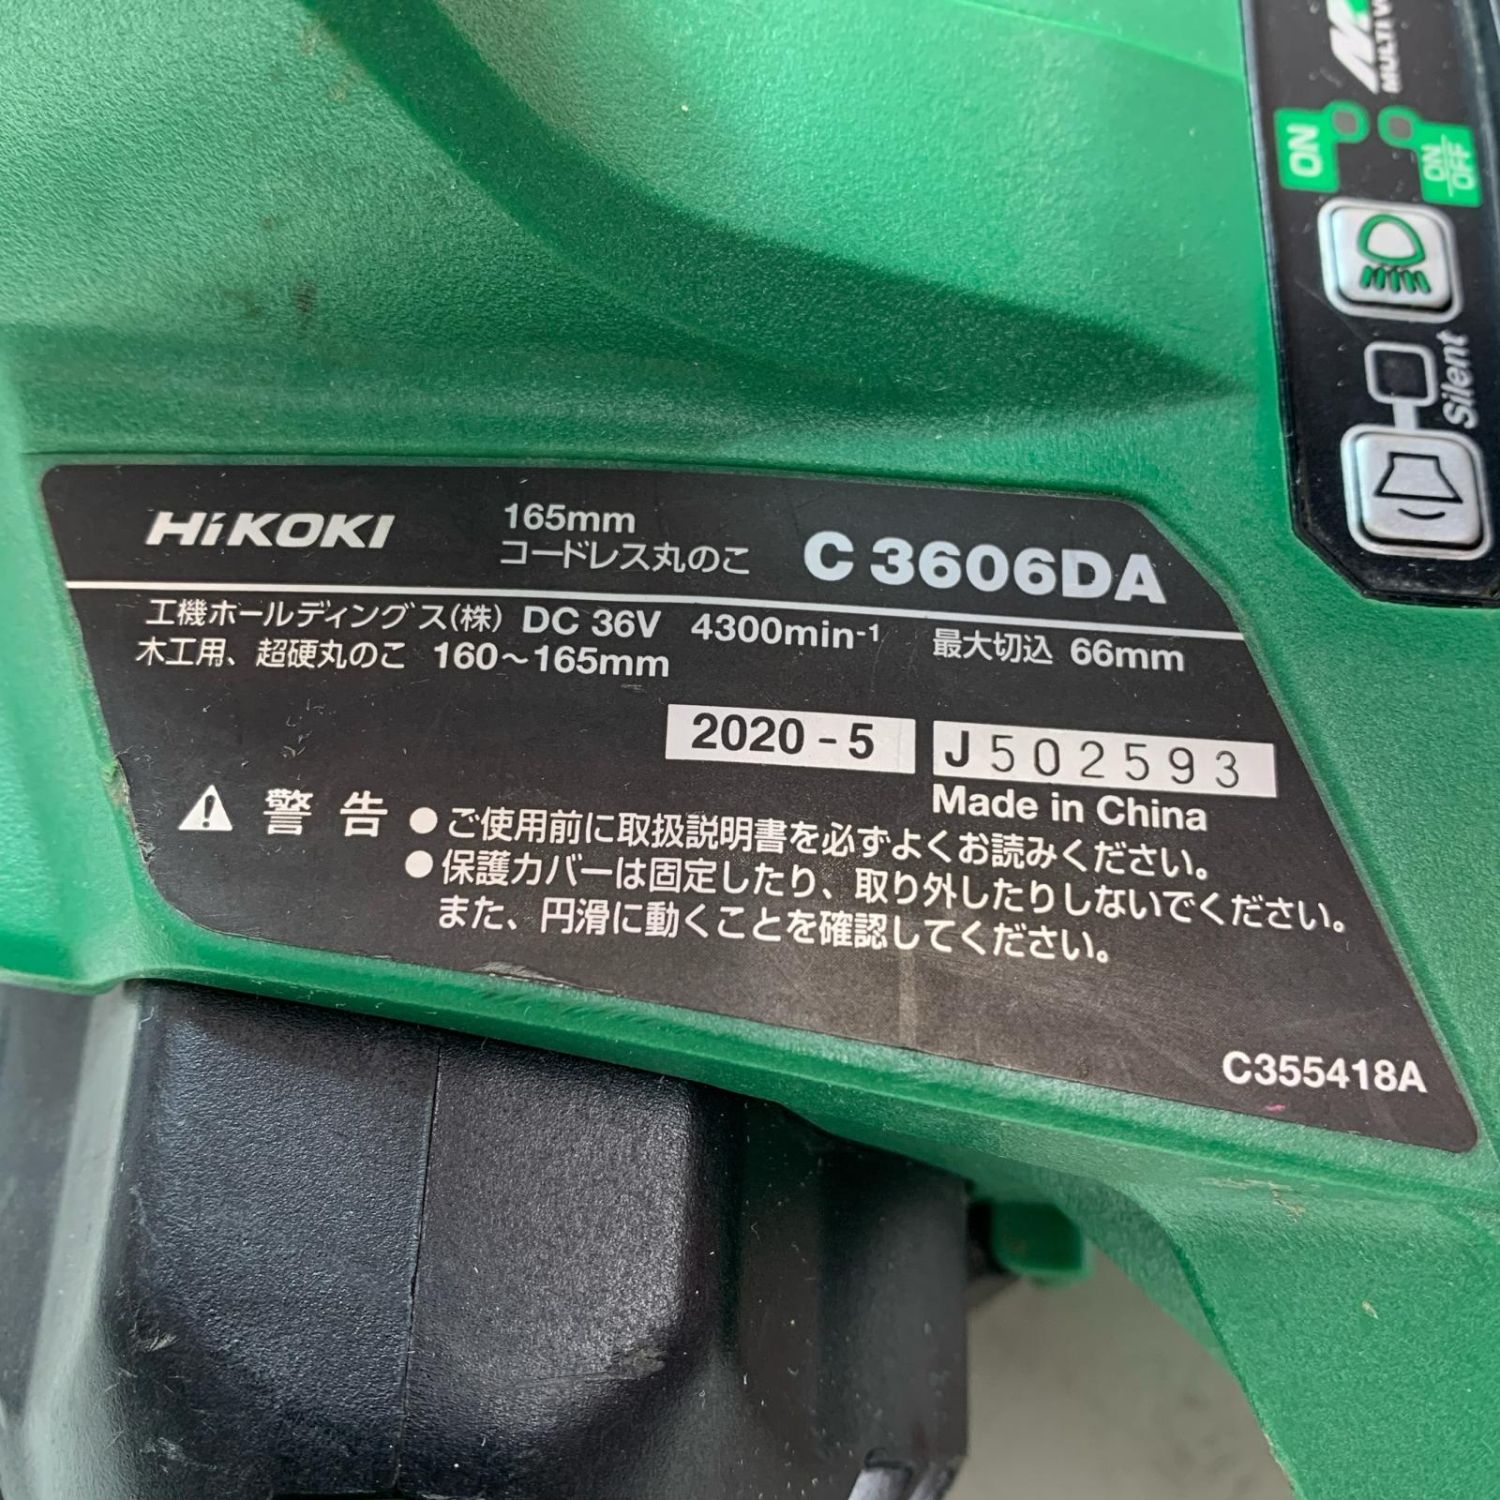 HiKOKI
165mm
コードレス丸のこ
C 3606DA
工機ホールディングス(株) DC 36V 4300min-1 最大切込 66mm
木工用、超硬丸のこ 160～165mm
2020-5
J502593
Made in China
警告
●ご使用前に取扱説明書を必ずよくお読みください。
●保護カバーは固定したり、取り外したりしないでください。
また、円滑に動くことを確認してください。
C355418A
MULTI
ON
ON/OFF
Silent